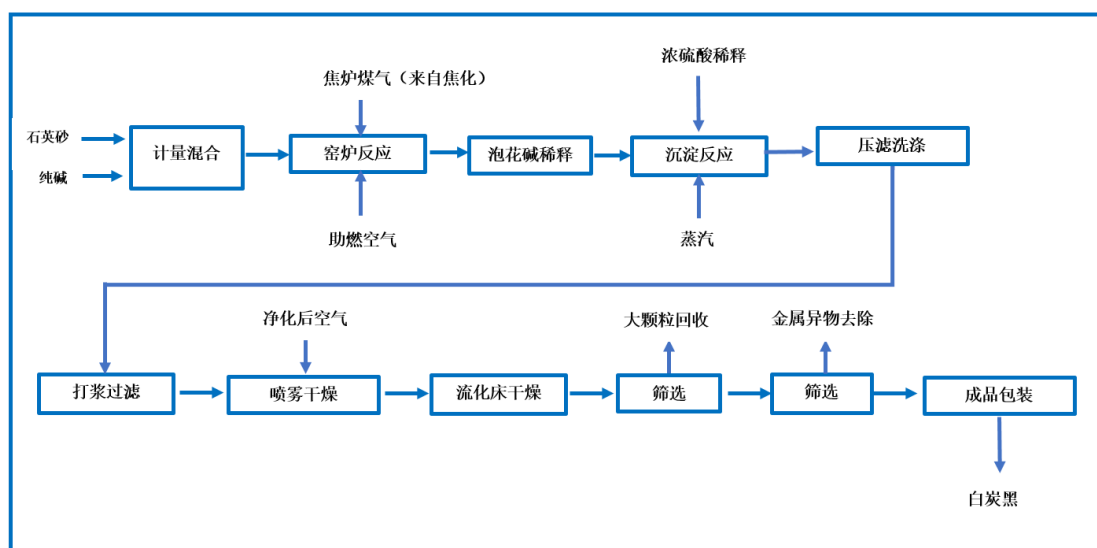 浓硫酸稀释
焦炉煤气（来自焦化）
石英砂
计量混合
窑炉反应
泡花碱稀释
沉淀反应
压滤洗涤
纯碱
助燃空气
蒸汽
净化后空气
大颗粒回收
金属异物去除
打浆过滤
喷雾干燥
流化床干燥
筛选
筛选
成品包装
白炭黑